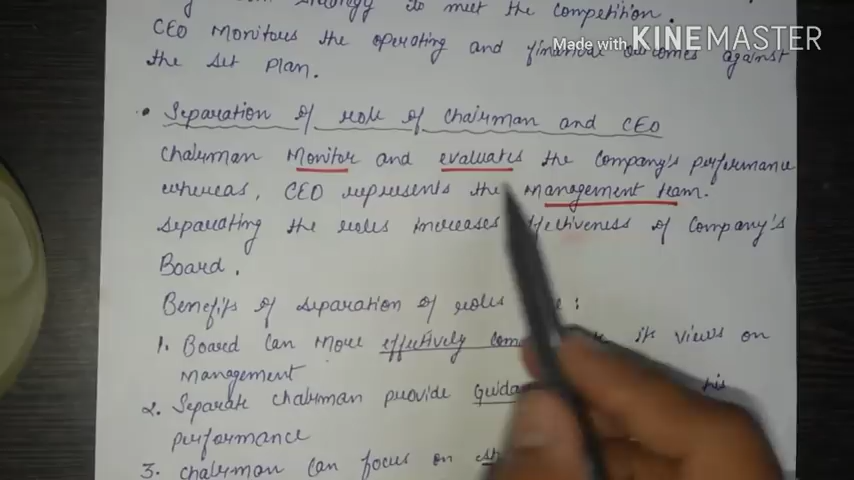 strategy to meet the competition.
CEO Monitors the operating and financial outcomes against
the set plan.
Made with KINEMASTER
• Separation of role of Chairman and CEO
Chairman Monitor and evaluates the Company's performance
whereas, CEO represents the Management team.
Separating the roles increases effectiveness of Company's
Board.
Benefits of separation of roles :
1. Board can More effectively its views on
Management
2. Separate Chairman provide his
performance
3. Chairman can focus on